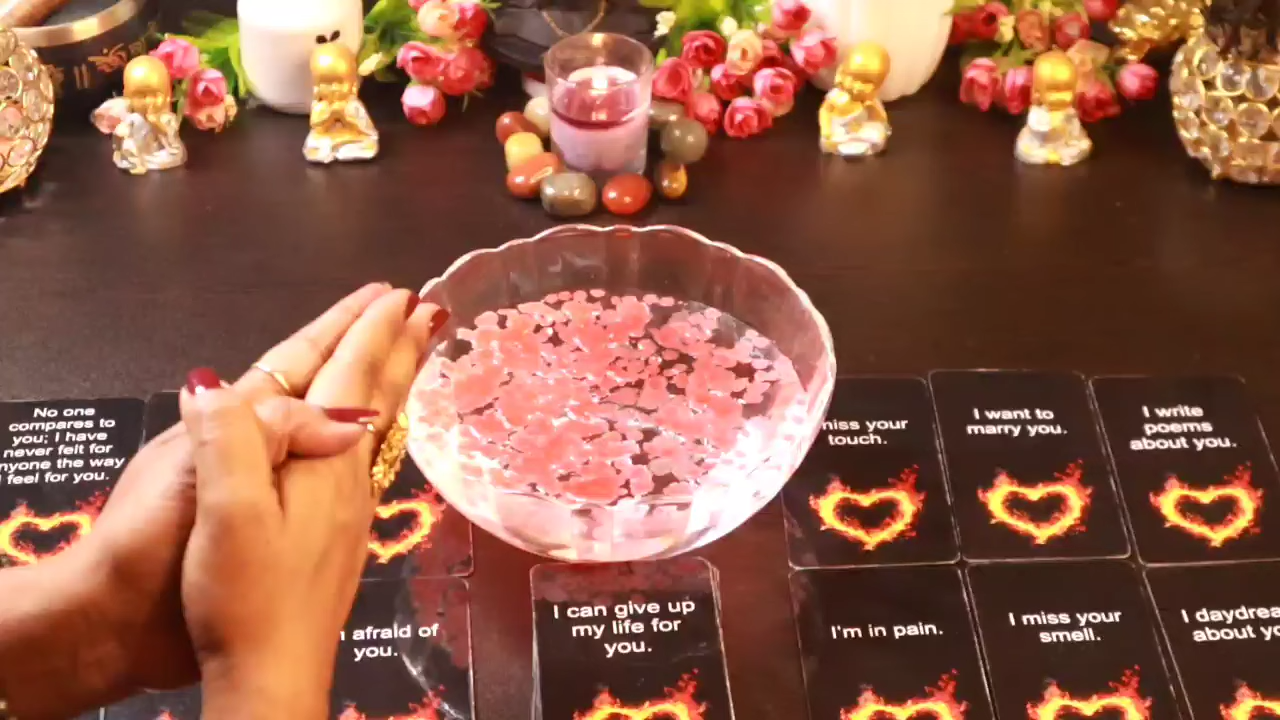 No one
compares to
you; I have
never felt for
anyone the way
I feel for you.
miss your
touch.
I want to
marry you.
I write
poems
about you.
afraid of
you.
I can give up
my life for
you.
I'm in pain.
I miss your
smell.
I daydrea
about yo